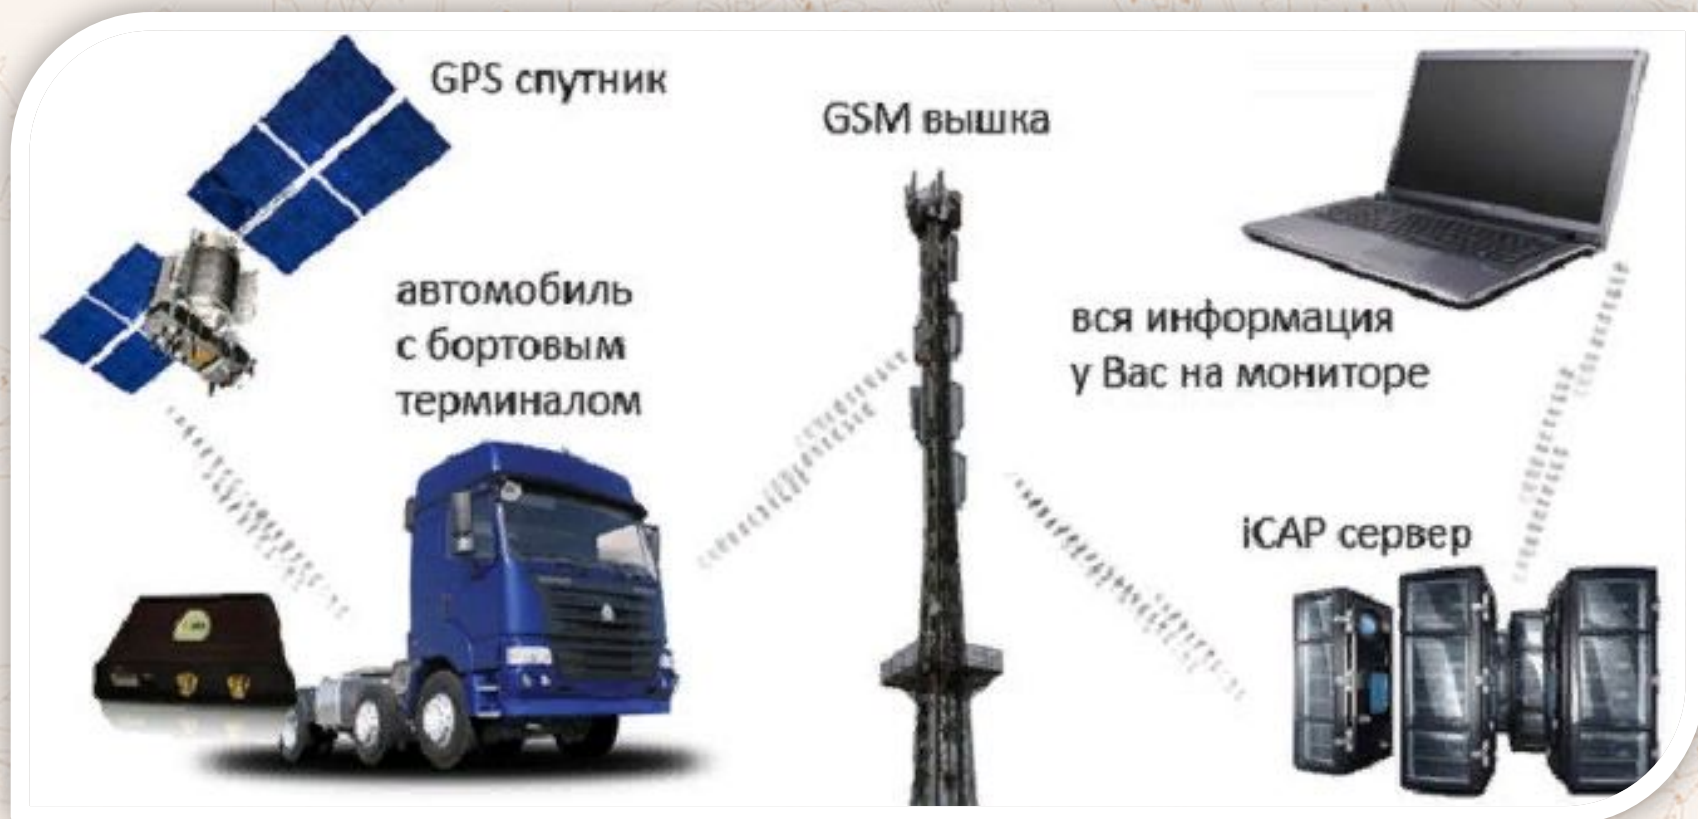 GPS спутник
GSM вышка
автомобиль
с бортовым
терминалом
вся информация
у Вас на мониторе
iCAP сервер